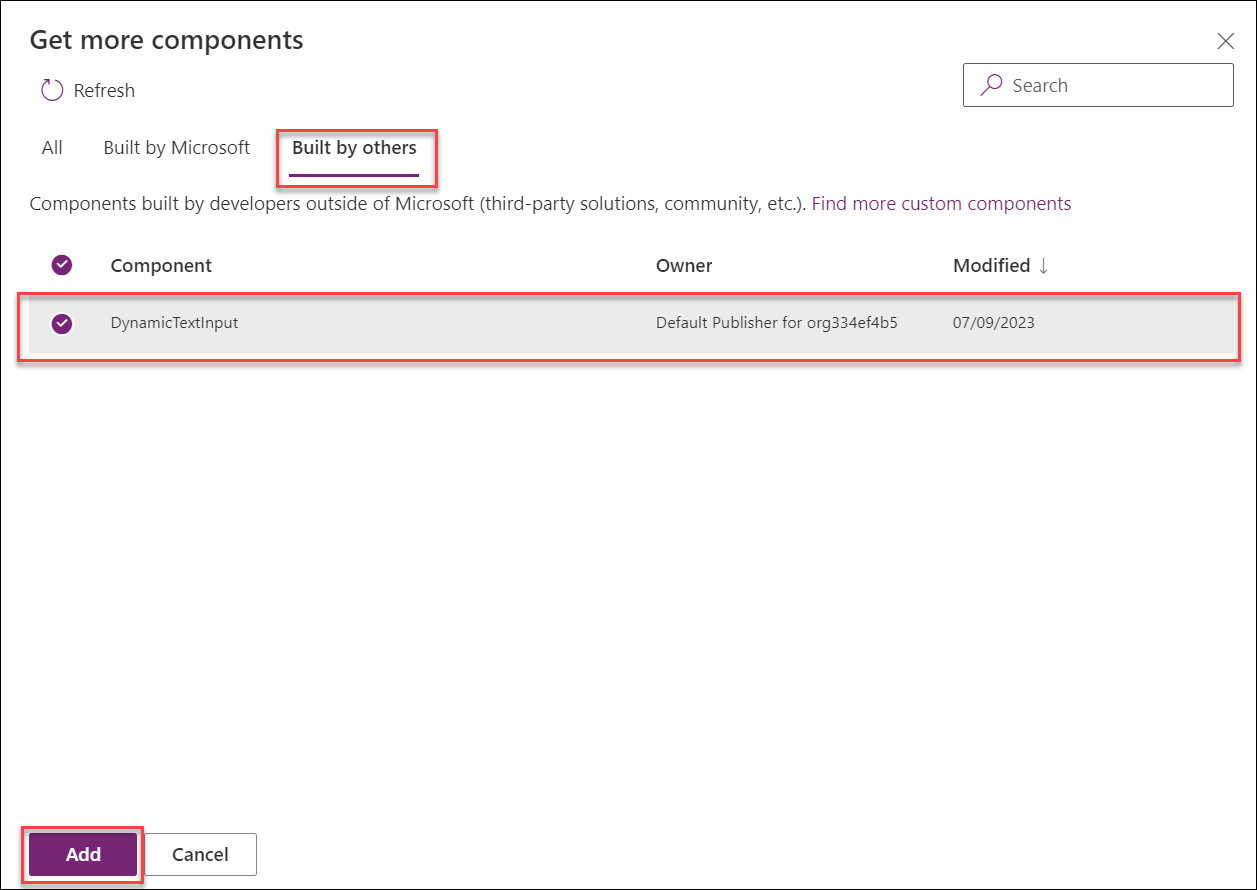 Get more components
Refresh
Search
All
Built by Microsoft
Built by others
Components built by developers outside of Microsoft (third-party solutions, community, etc.). Find more custom components
Component Owner Modified ↓
DynamicTextInput Default Publisher for org334ef4b5 07/09/2023
Add
Cancel